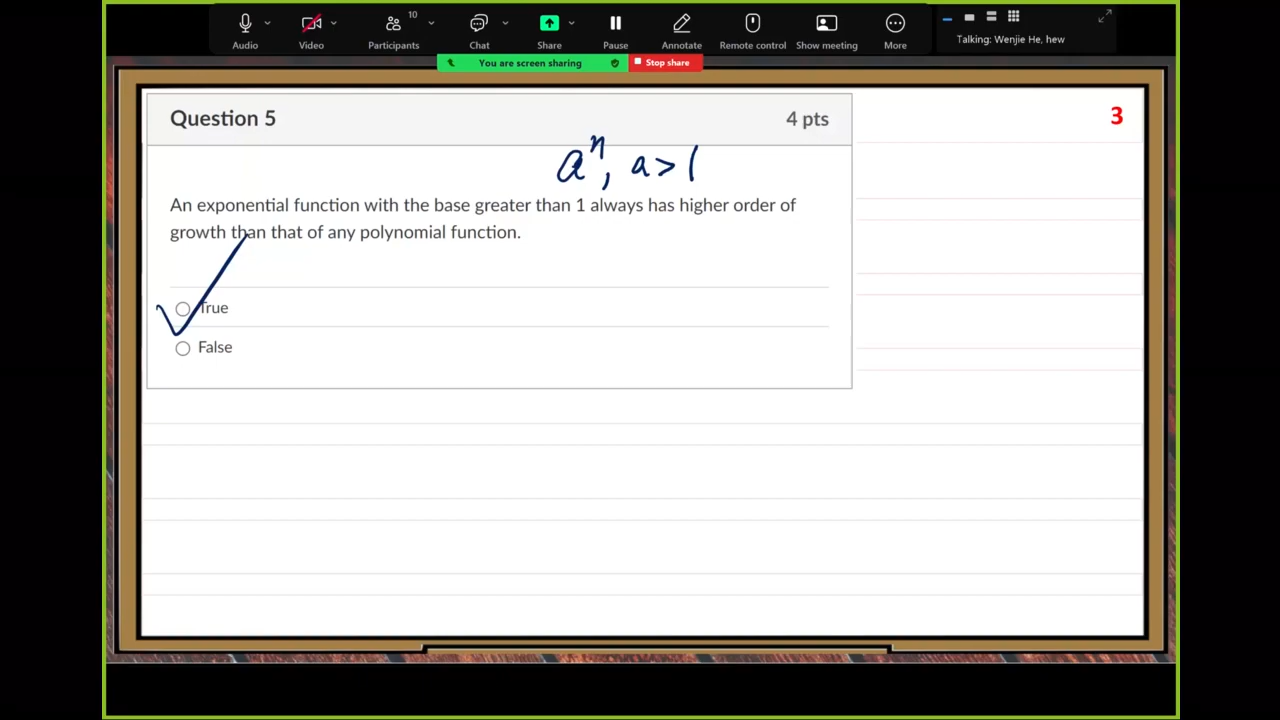 10
Audio Video Participants Chat Share Pause Annotate Remote control Show meeting More
Talking: Wenjie He, hew
You are screen sharing Stop share
Question 5 4 pts
3
aⁿ, a > 1
An exponential function with the base greater than 1 always has higher order of
growth than that of any polynomial function.
True
False